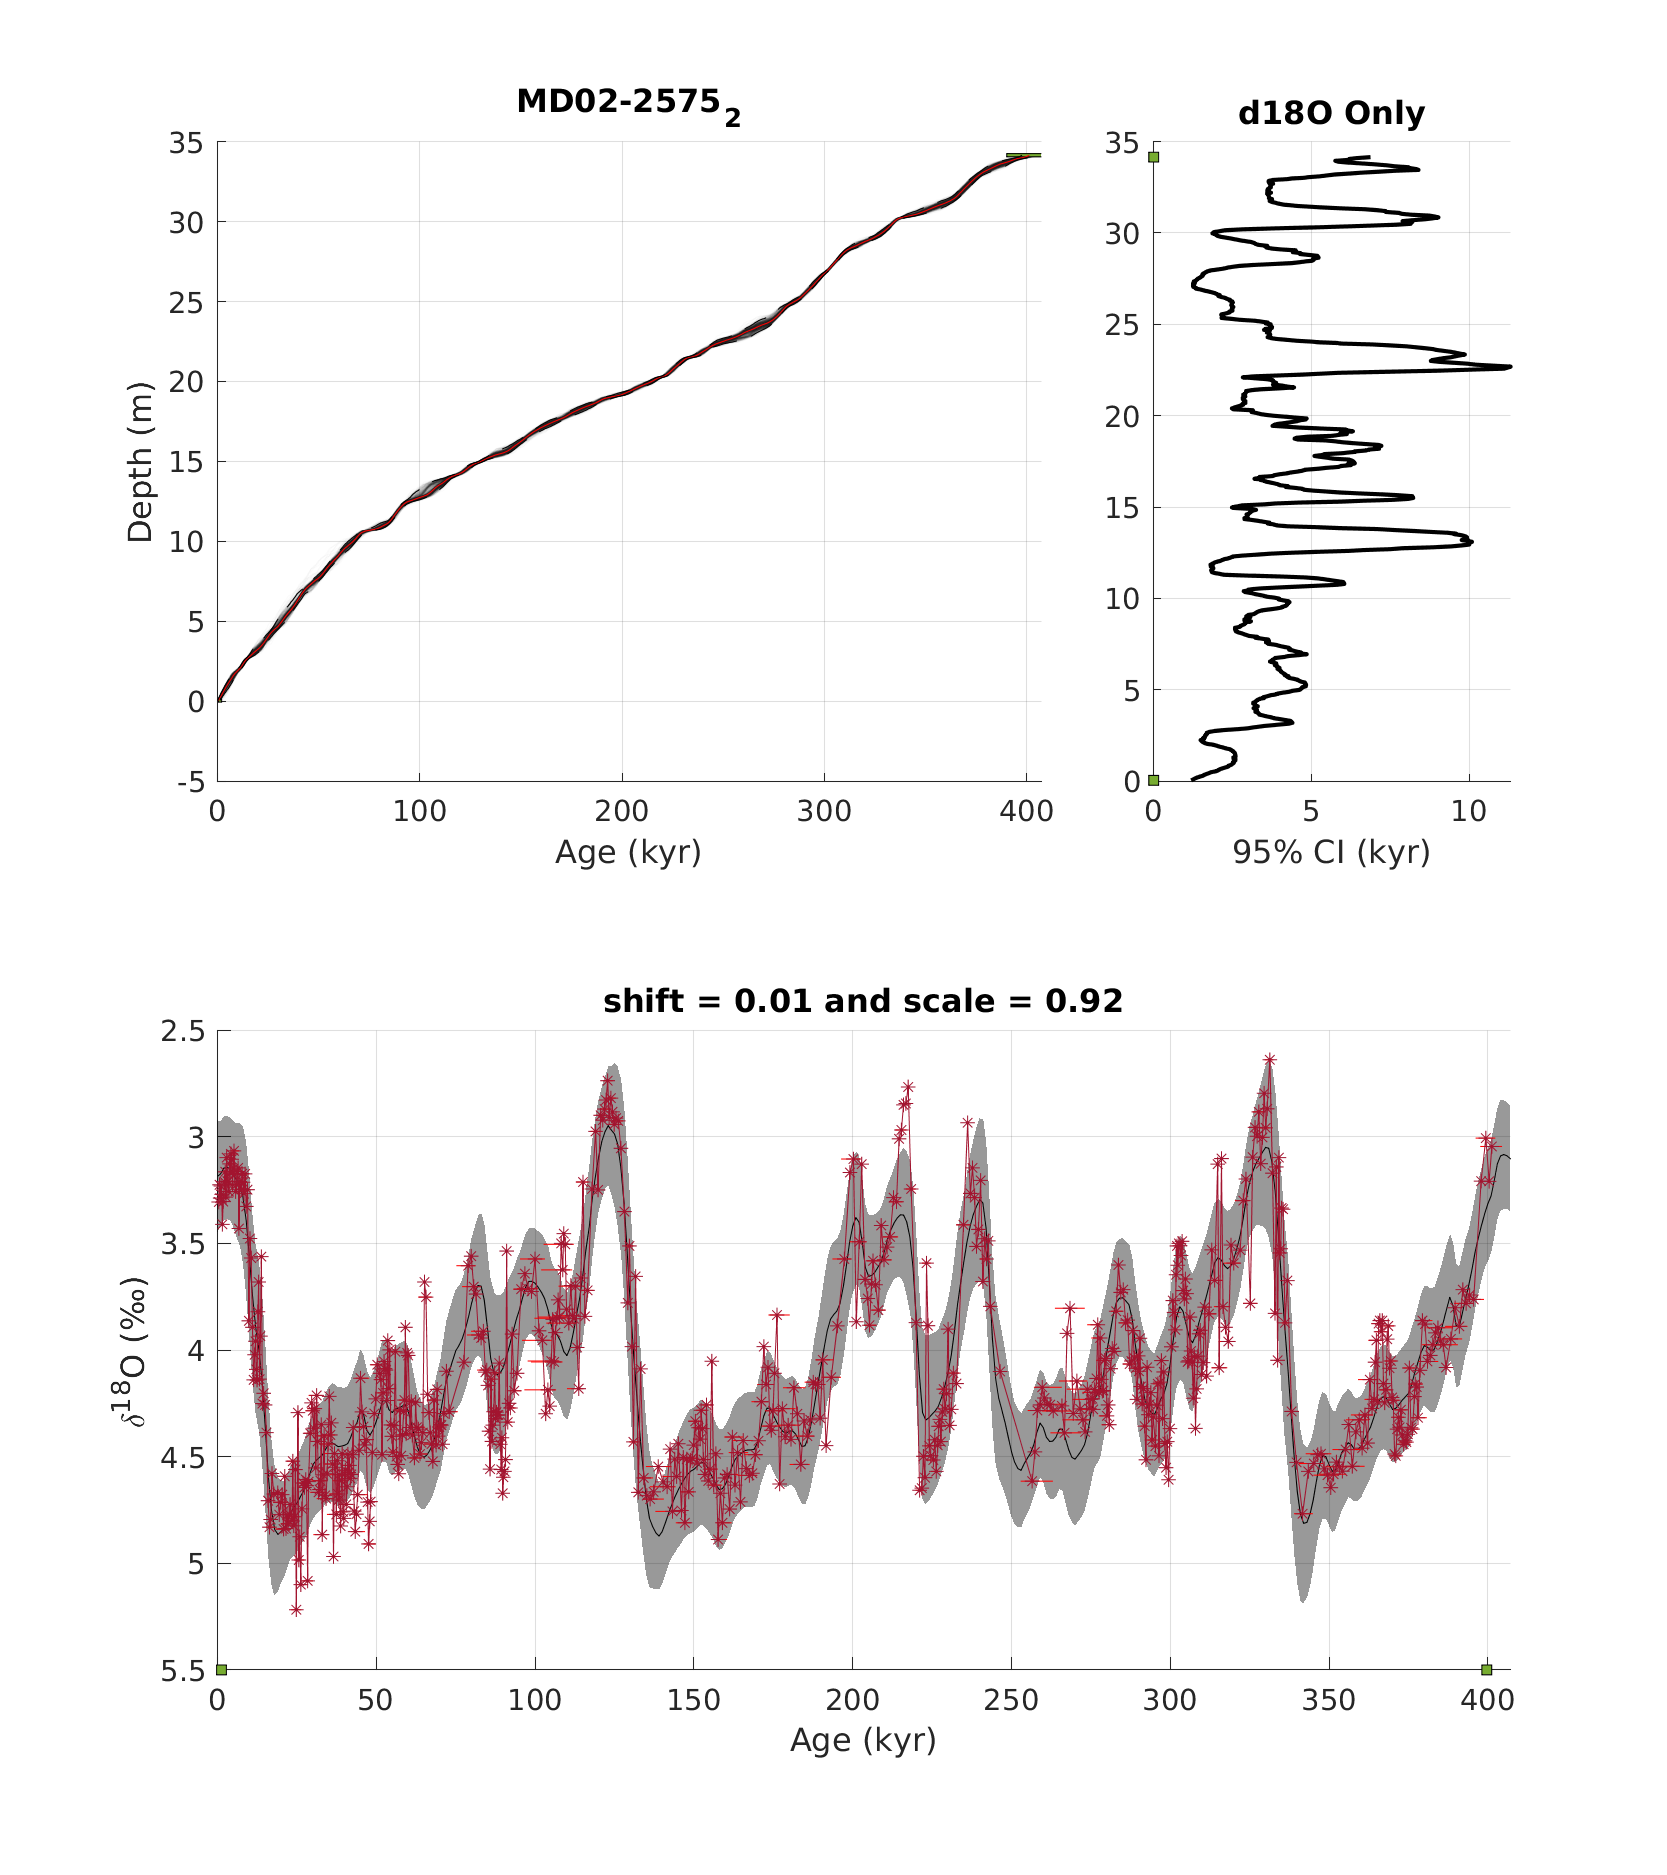 MD02-2575₂
35
30
25
20
15
10
5
0
-5
Depth (m)
0 100 200 300 400
Age (kyr)
d18O Only
35
30
25
20
15
10
5
0
0 5 10
95% CI (kyr)
shift = 0.01 and scale = 0.92
2.5
3
3.5
4
4.5
5
5.5
δ¹⁸O (‰)
0 50 100 150 200 250 300 350 400
Age (kyr)